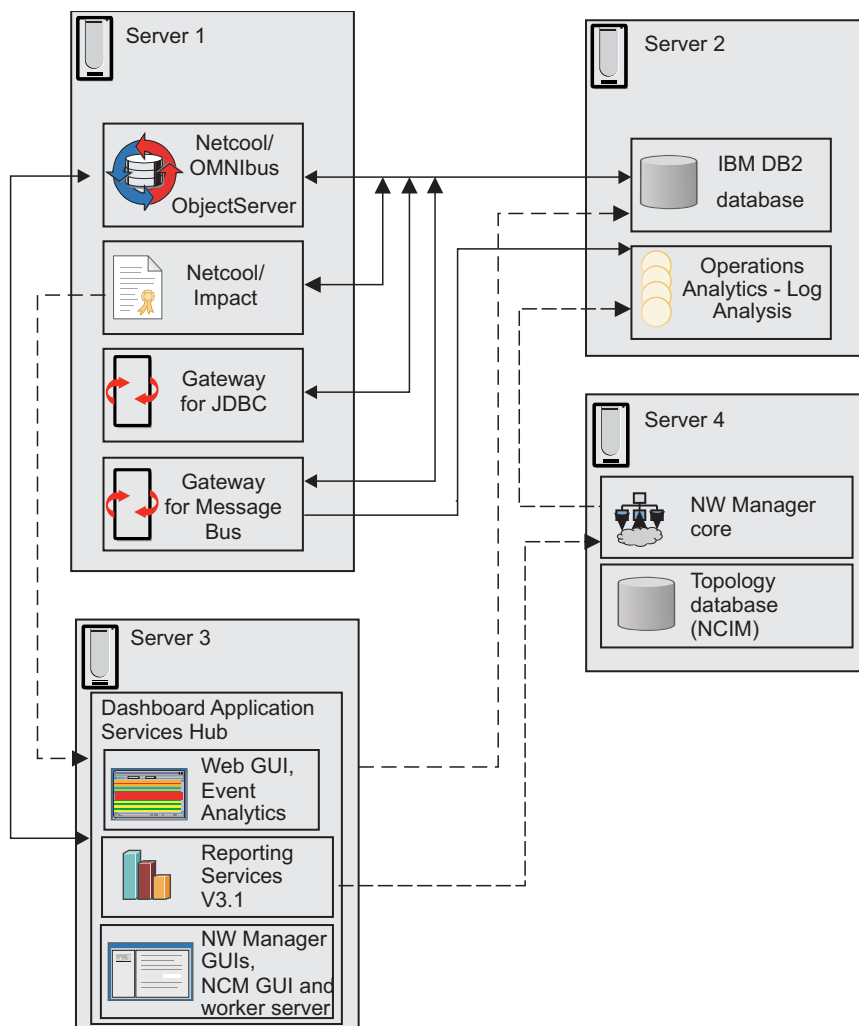 Server 1
Netcool/
OMNIbus
ObjectServer
Netcool/
Impact
Gateway
for JDBC
Gateway
for Message
Bus
Server 2
IBM DB2
database
Operations
Analytics - Log
Analysis
Server 4
NW Manager
core
Topology
database
(NCIM)
Server 3
Dashboard Application
Services Hub
Web GUI,
Event
Analytics
Reporting
Services
V3.1
NW Manager
GUIs,
NCM GUI and
worker server